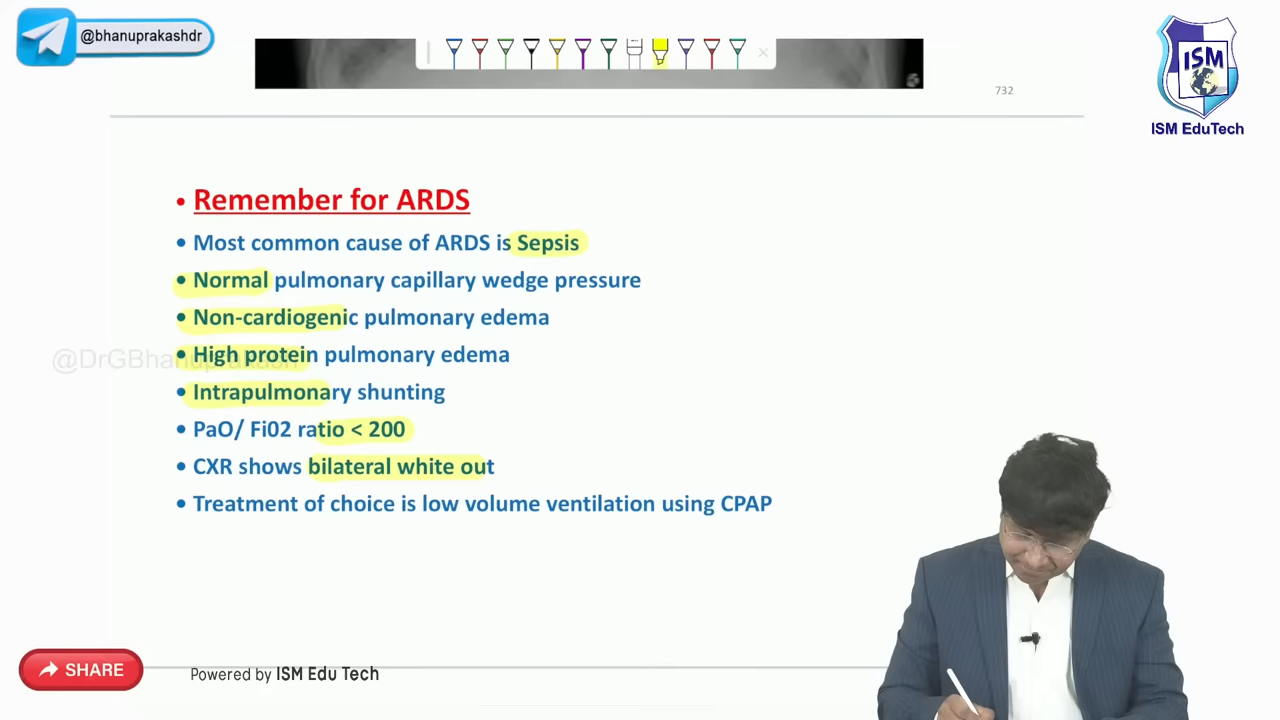 @bhanuprakashdr
732
ISM
ISM EduTech
• Remember for ARDS
• Most common cause of ARDS is Sepsis
• Normal pulmonary capillary wedge pressure
• Non-cardiogenic pulmonary edema
@DrGBhanuprakash
• High protein pulmonary edema
• Intrapulmonary shunting
• PaO/ Fi02 ratio < 200
• CXR shows bilateral white out
• Treatment of choice is low volume ventilation using CPAP
SHARE
Powered by ISM Edu Tech